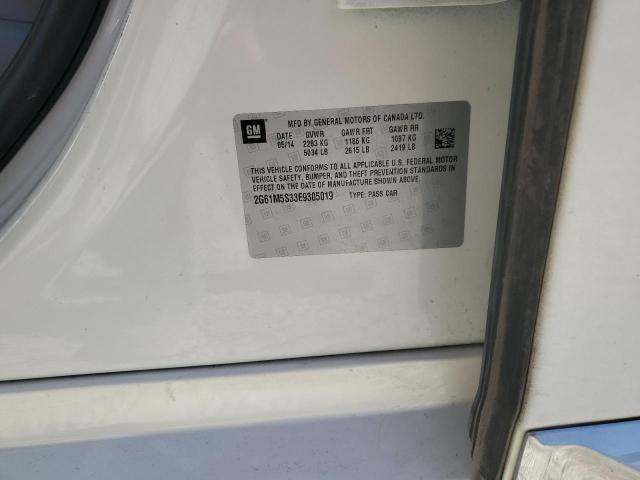 GM
MFD BY GENERAL MOTORS OF CANADA LTD.
DATE GVWR GAWR FRT GAWR RR
05/14 2283 KG 1186 KG 1097 KG
5034 LB 2615 LB 2419 LB
THIS VEHICLE CONFORMS TO ALL APPLICABLE U.S. FEDERAL MOTOR
VEHICLE SAFETY, BUMPER, AND THEFT PREVENTION STANDARDS IN
EFFECT ON THE DATE OF MANUFACTURE SHOWN ABOVE.
2G61M5S33E9305019 TYPE: PASS CAR